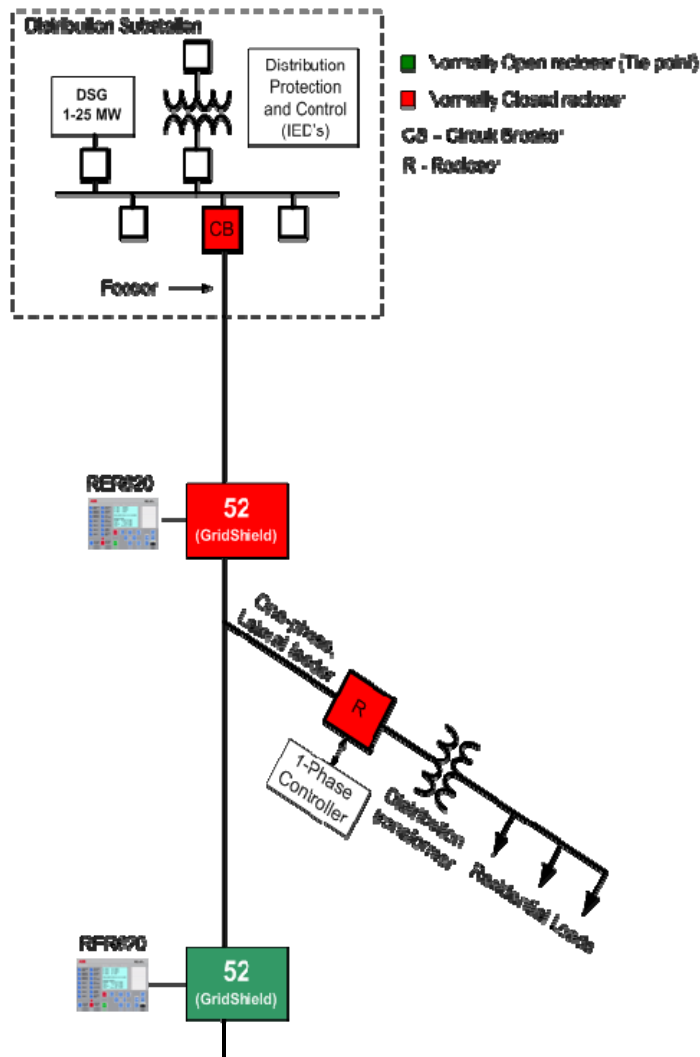 Distribution Substation
DSG
1-25 MW
Distribution
Protection
and Control
(IED's)
Normally Open recloser (Tie point)
Normally Closed recloser
CB - Circuit Breaker
R - Recloser
CB
Feeder
RER620
52
(GridShield)
One-phase,
Lateral feeder
R
1-Phase
Controller
Distribution
transformer
Residential Loads
RER620
52
(GridShield)